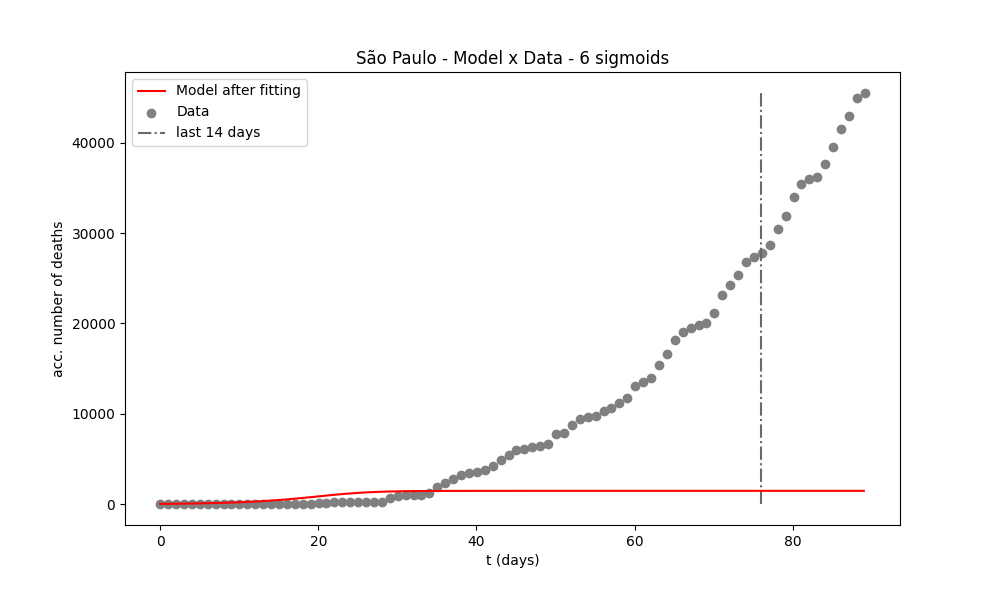 São Paulo - Model x Data - 6 sigmoids
Model after fitting
Data
last 14 days
40000
30000
20000
10000
0
acc. number of deaths
0 20 40 60 80
t (days)